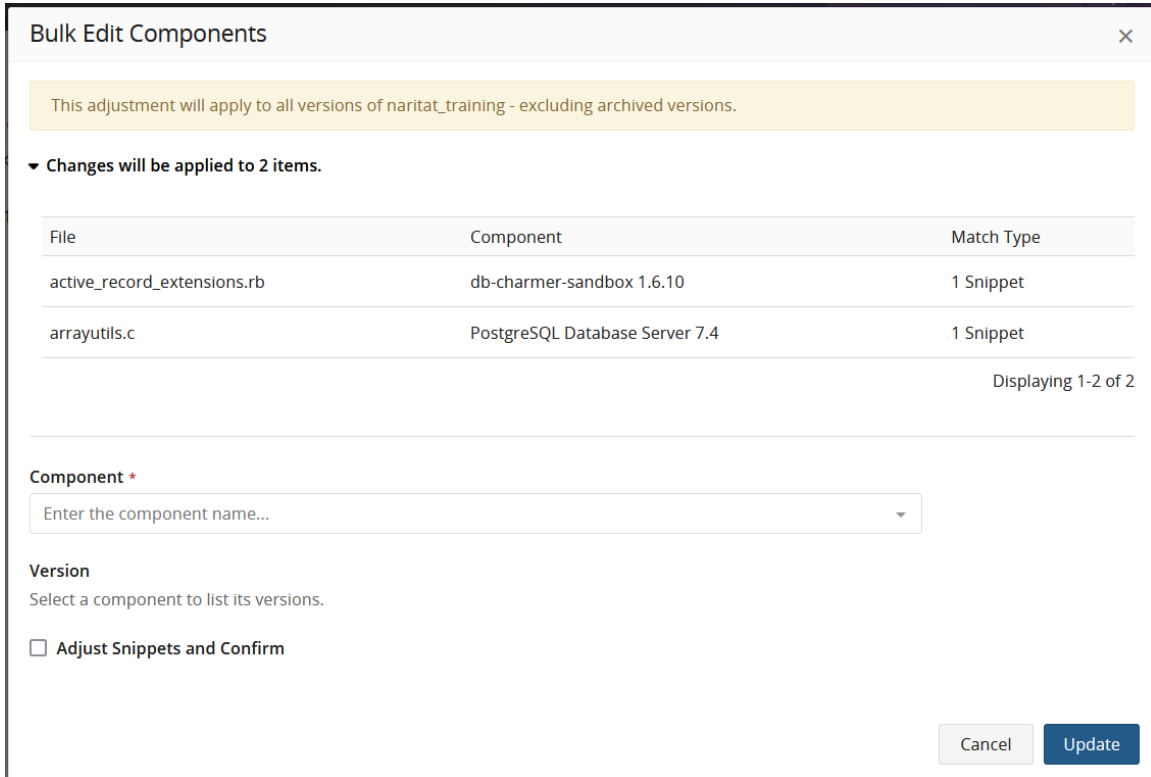 Bulk Edit Components
This adjustment will apply to all versions of naritat_training - excluding archived versions.
Changes will be applied to 2 items.
File Component Match Type
active_record_extensions.rb db-charmer-sandbox 1.6.10 1 Snippet
arrayutils.c PostgreSQL Database Server 7.4 1 Snippet
Displaying 1-2 of 2
Component *
Enter the component name...
Version
Select a component to list its versions.
Adjust Snippets and Confirm
Cancel Update